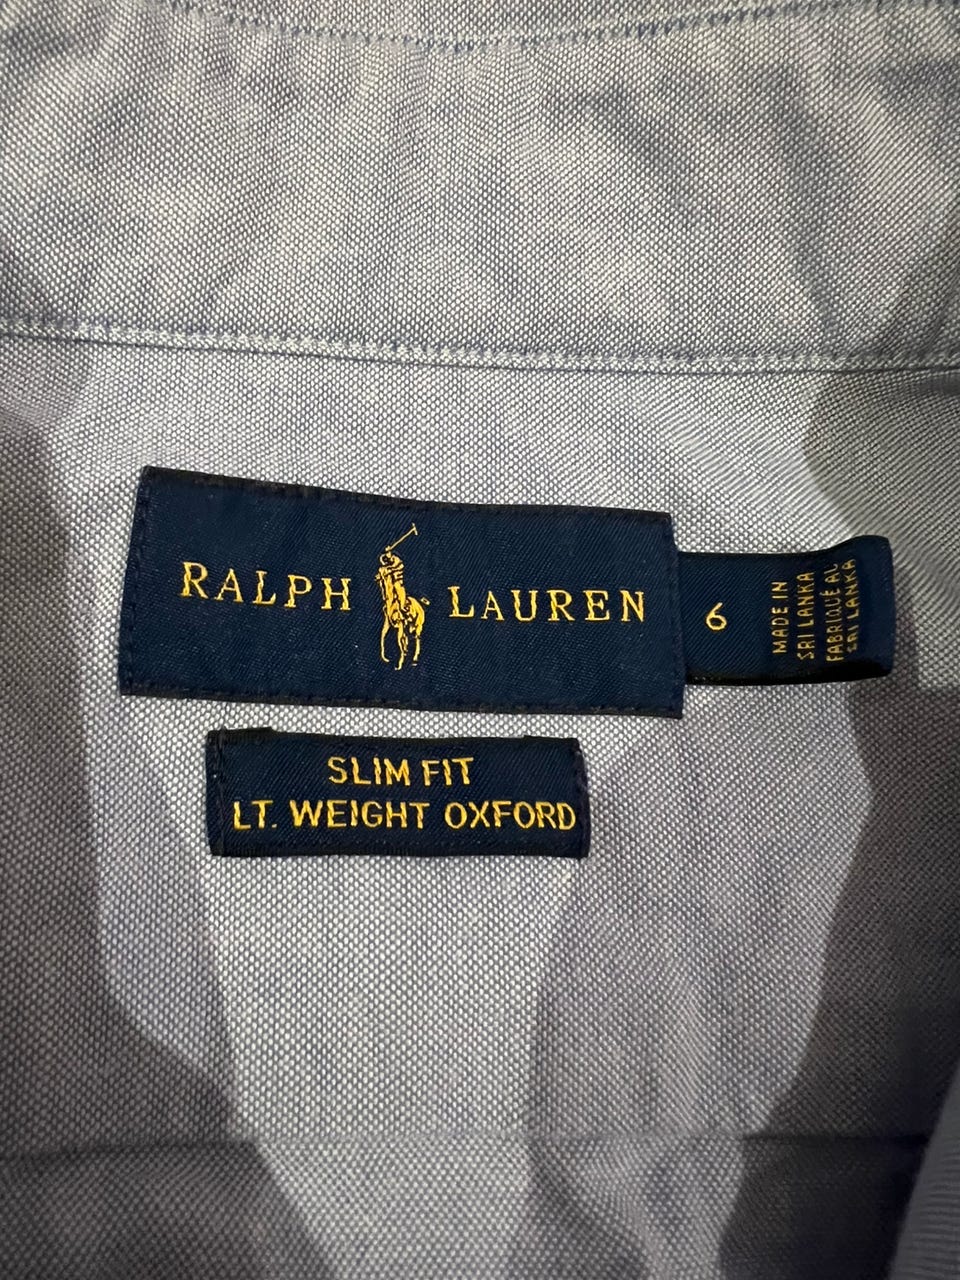 RALPH LAUREN
6
MADE IN
SRI LANKA
FABRIQUÉ AU
SRI LANKA
SLIM FIT
LT. WEIGHT OXFORD